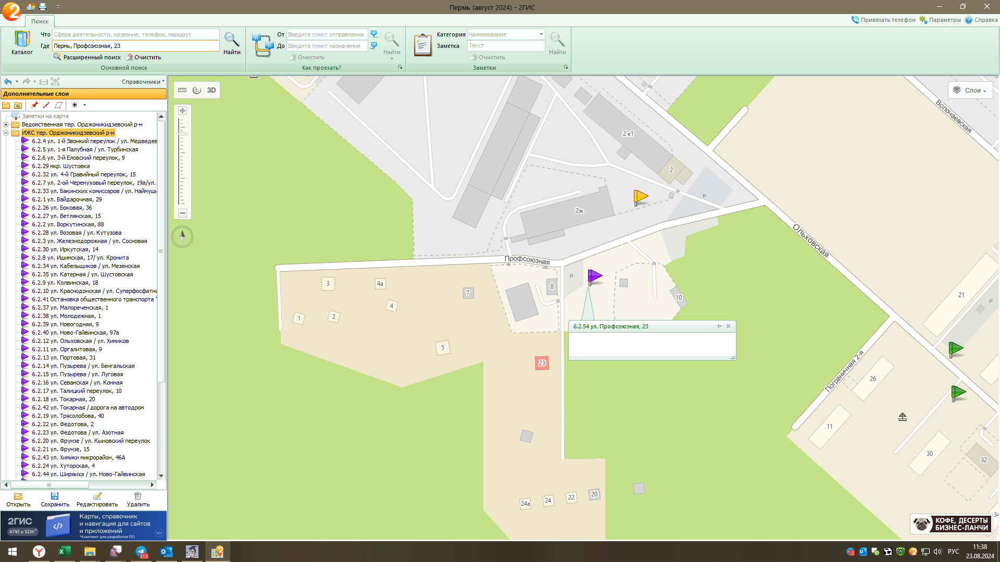 Пермь (август 2024) - 2ГИС
Поиск
Привязать телефон
Параметры
Справка
Каталог
Что
Сфера деятельности, название, телефон, маршрут
Где
Пермь, Профсоюзная, 23
Расширенный поиск
Очистить
Найти
Основной поиск
От
Введите пункт отправления
До
Введите пункт назначения
Очистить
Найти
Как проехать?
Категория
Наименование
Заметка
Текст
Очистить
Найти
Заметки
Справочники
Дополнительные слои
Заметки на карте
Ведомственная тер. Орджоникидзевский р-н
ИЖС тер. Орджоникидзевский р-н
6.2.4 ул. 1-й Звонкий переулок / ул. Медведев
6.2.5 ул. 1-я Палубная / ул. Турбинская
6.2.6 ул. 3-й Еловский переулок, 9
6.2.29 мкр. Шустовка
6.2.32 ул. 4-й Гравийный переулок, 15
6.2.7 ул. 2-ой Черемуховый переулок, 19а/ул.
6.2.33 ул. Бакинских комиссаров / ул. Наймуши
6.2.1 ул. Байдарочная, 29
6.2.26 ул. Боковая, 36
6.2.27 ул. Ветлянская, 15
6.2.2 ул. Воркутинская, 88
6.2.28 ул. Возовая / ул. Кутузова
6.2.3 ул. Железнодорожная / ул. Сосновая
6.2.30 ул. Иркутская, 14
6.2.8 ул. Ишимская, 17/ ул. Кронита
6.2.34 ул. Кабельщиков / ул. Мезенская
6.2.35 ул. Катерная / ул. Шустовская
6.2.9 ул. Колвинская, 18
6.2.10 ул. Краснодонская / ул. Суперфосфатна
6.2.41 Остановка общественного транспорта "
6.2.37 ул. Малореченская, 1
6.2.38 ул. Молодежная, 1
6.2.39 ул. Новогодняя, 9
6.2.40 ул. Ново-Гайвинская, 97а
6.2.12 ул. Ольховская / ул. Химиков
6.2.11 ул. Оргалитовая, 9
6.2.13 ул. Портовая, 31
6.2.14 ул. Пузырева / ул. Бенгальская
6.2.15 ул. Пузырева / ул. Луговая
6.2.16 ул. Севанская / ул. Конная
6.2.17 ул. Талицкий переулок, 10
6.2.18 ул. Токарная, 20
6.2.42 ул. Токарная / дорога на автодром
6.2.19 ул. Трясолобова, 40
6.2.22 ул. Федотова, 2
6.2.23 ул. Федотова / ул. Азотная
6.2.20 ул. Фрунзе / ул. Кыновский переулок
6.2.21 ул. Фрунзе, 15
6.2.43 ул. Химики микрорайон, 46А
6.2.24 ул. Хуторская, 4
6.2.44 ул. Ширяиха / ул. Ново-Гайвинская
Открыть
Сохранить
Редактировать
Удалить
2ГИС
АПИ и SDK*
Карты, справочник
и навигация для сайтов
и приложений
*Комплект для разработки ПО
18+
3D
Слои
Волочаевская
2 к1
2
P
2ж
Ольховская
Профсоюзная
P
3
4а
7
8
10
4
1
2
5
23
6.2.54 ул. Профсоюзная, 23
21
P
Пограничная 2-я
26
11
30
32
34
24а
24
22
20
КОФЕ, ДЕСЕРТЫ
БИЗНЕС-ЛАНЧИ
215
РУС
11:38
23.08.2024